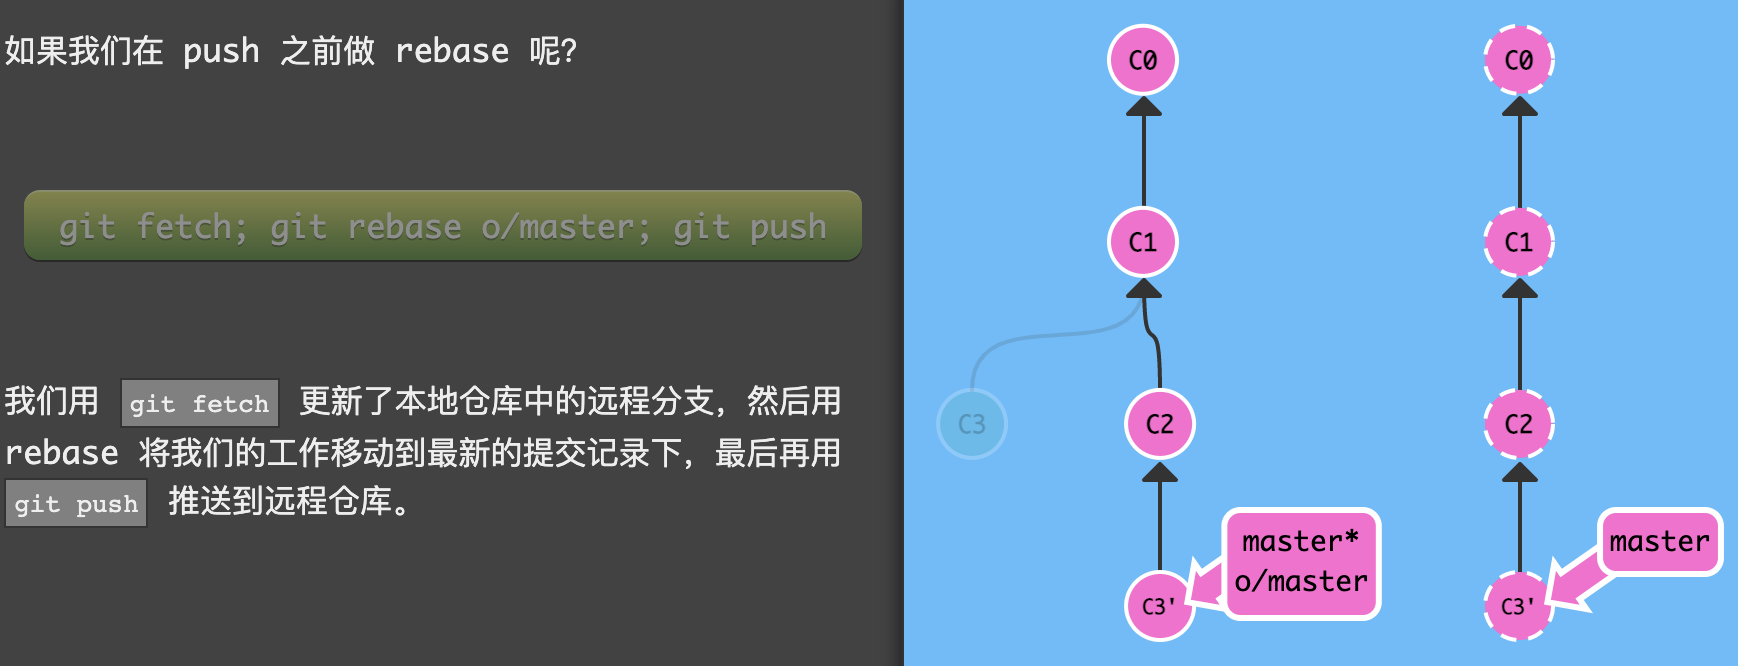 如果我们在 push 之前做 rebase 呢？
git fetch; git rebase o/master; git push
我们用 git fetch 更新了本地仓库中的远程分支，然后用
rebase 将我们的工作移动到最新的提交记录下，最后再用
git push 推送到远程仓库。
C0
C1
C3
C2
master*
o/master
C3'
C0
C1
C2
master
C3'